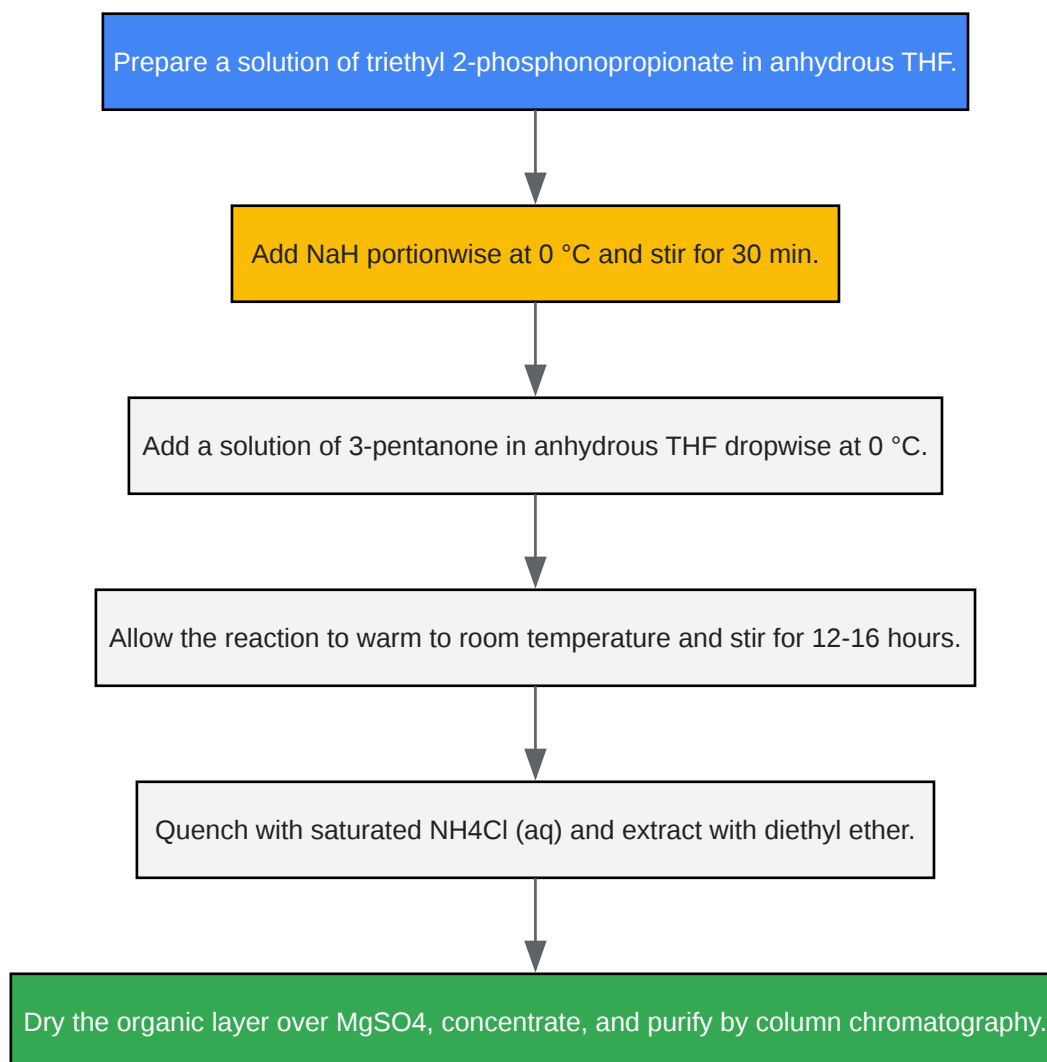 Prepare a solution of triethyl 2-phosphonopropionate in anhydrous THF.
Add NaH portionwise at 0 °C and stir for 30 min.
Add a solution of 3-pentanone in anhydrous THF dropwise at 0 °C.
Allow the reaction to warm to room temperature and stir for 12-16 hours.
Quench with saturated NH4Cl (aq) and extract with diethyl ether.
Dry the organic layer over MgSO4, concentrate, and purify by column chromatography.